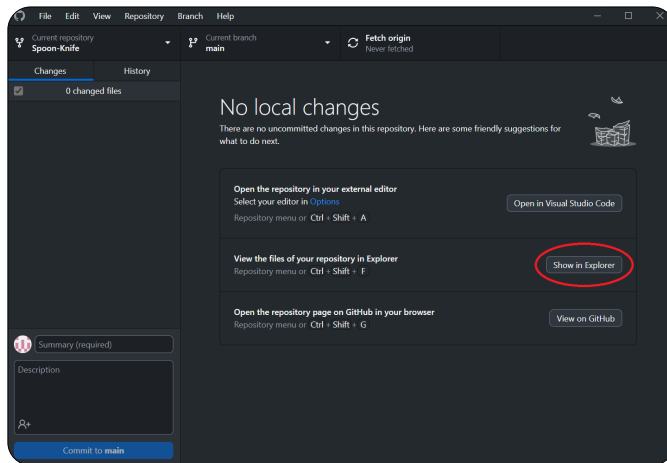 File Edit View Repository Branch Help
Current repository
Spoon-Knife
Current branch
main
Fetch origin
Never fetched
Changes History
0 changed files
No local changes
There are no uncommitted changes in this repository. Here are some friendly suggestions for
what to do next.
Open the repository in your external editor
Select your editor in Options
Repository menu or Ctrl + Shift + A
Open in Visual Studio Code
View the files of your repository in Explorer
Repository menu or Ctrl + Shift + F
Show in Explorer
Open the repository page on GitHub in your browser
Repository menu or Ctrl + Shift + G
View on GitHub
Summary (required)
Description
Commit to main